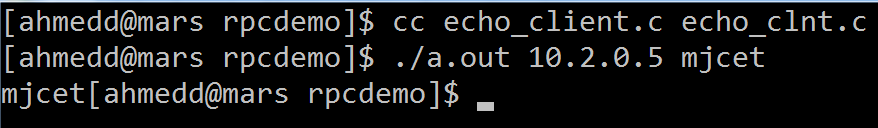 [ahmedd@mars rpcdemo]$ cc echo_client.c echo_clnt.c
[ahmedd@mars rpcdemo]$ ./a.out 10.2.0.5 mjcet
mjcet[ahmedd@mars rpcdemo]$